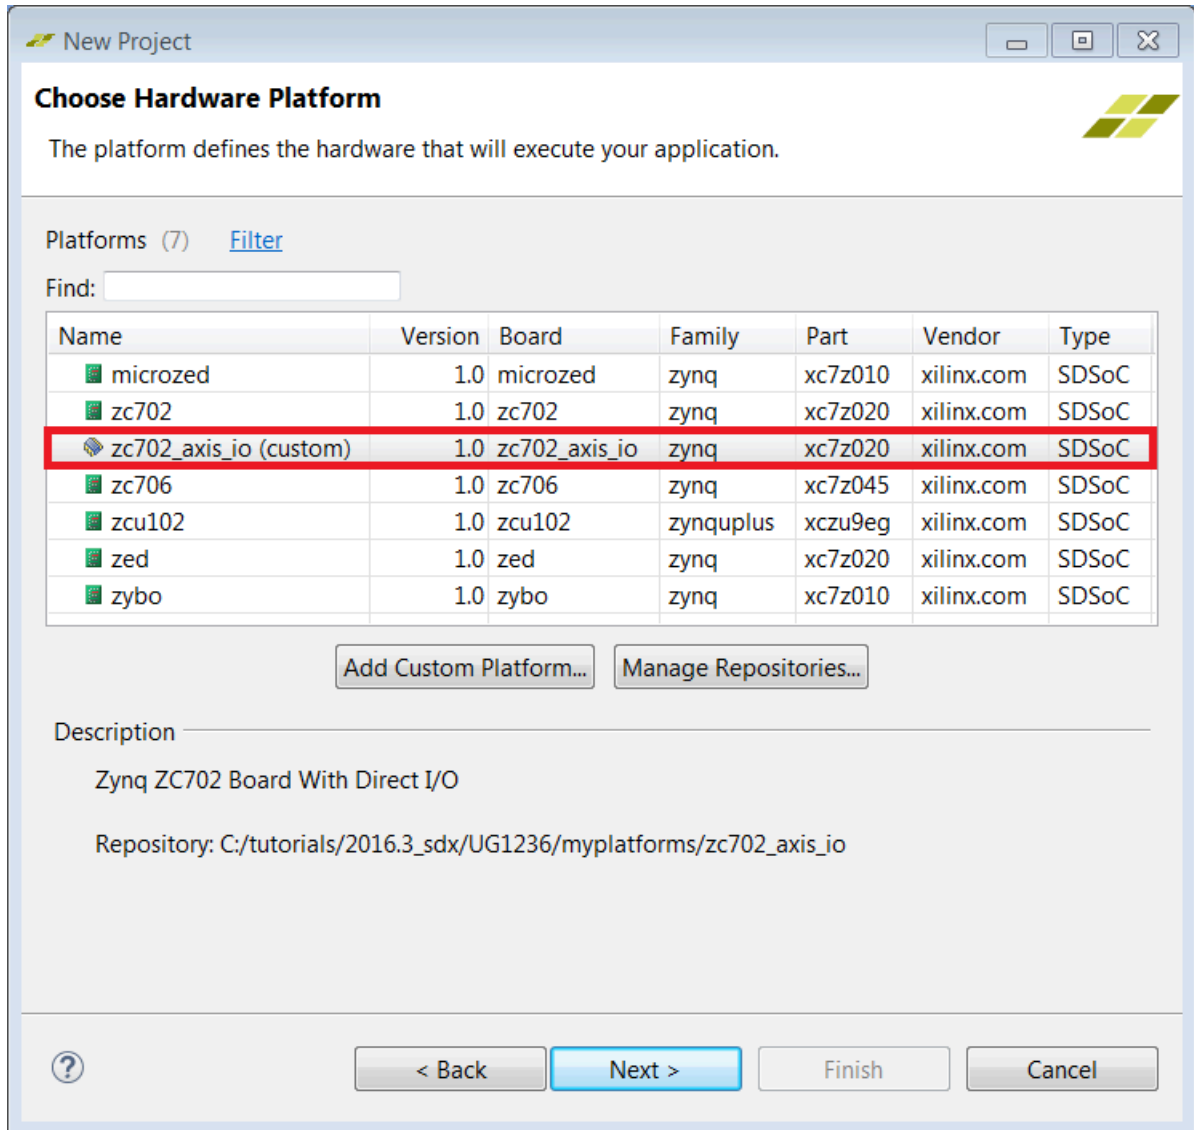 New Project
Choose Hardware Platform
The platform defines the hardware that will execute your application.
Platforms (7) Filter
Find:
Name Version Board Family Part Vendor Type
microzed 1.0 microzed zynq xc7z010 xilinx.com SDSoC
zc702 1.0 zc702 zynq xc7z020 xilinx.com SDSoC
zc702_axis_io (custom) 1.0 zc702_axis_io zynq xc7z020 xilinx.com SDSoC
zc706 1.0 zc706 zynq xc7z045 xilinx.com SDSoC
zcu102 1.0 zcu102 zynquplus xczu9eg xilinx.com SDSoC
zed 1.0 zed zynq xc7z020 xilinx.com SDSoC
zybo 1.0 zybo zynq xc7z010 xilinx.com SDSoC
Add Custom Platform... Manage Repositories...
Description
Zynq ZC702 Board With Direct I/O
Repository: C:/tutorials/2016.3_sdx/UG1236/myplatforms/zc702_axis_io
? < Back Next > Finish Cancel